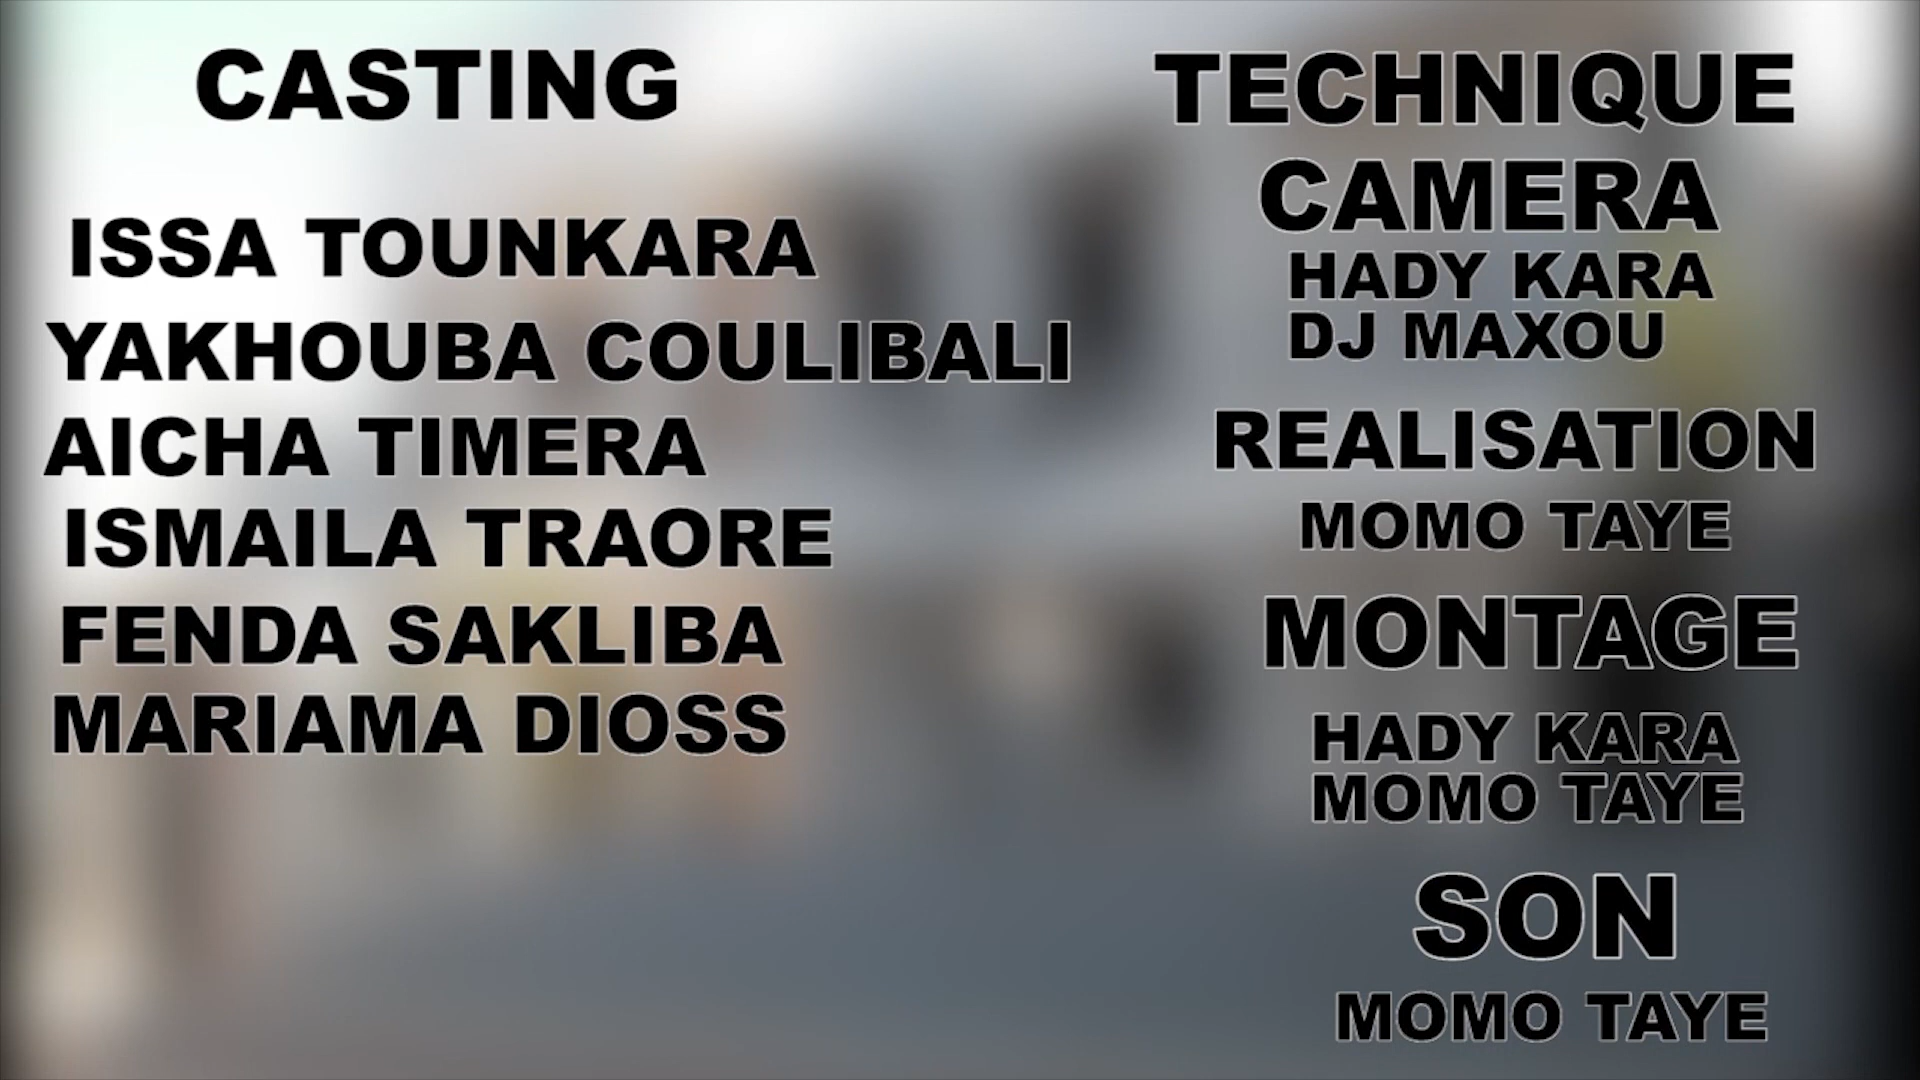 CASTING
ISSA TOUNKARA
YAKHOUBA COULIBALI
AICHA TIMERA
ISMAILA TRAORE
FENDA SAKLIBA
MARIAMA DIOSS
TECHNIQUE
CAMERA
HADY KARA
DJ MAXOU
REALISATION
MOMO TAYE
MONTAGE
HADY KARA
MOMO TAYE
SON
MOMO TAYE